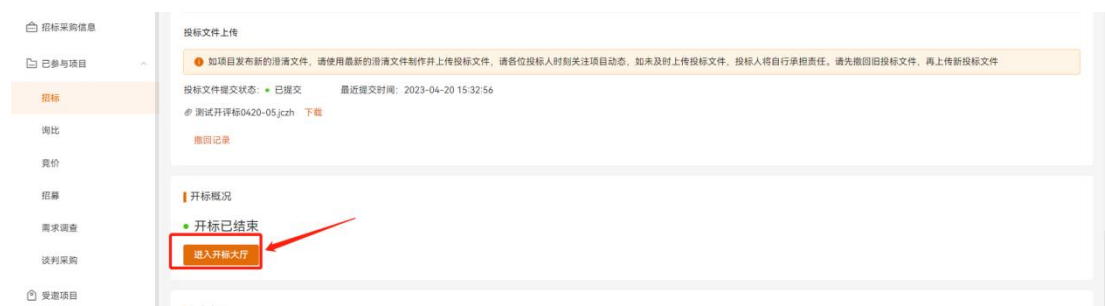 招标采购信息
已参与项目
招标
询比
竞价
招募
需求调查
谈判采购
受邀项目
投标文件上传
如项目发布新的澄清文件，请使用最新的澄清文件制作并上传投标文件，请各位投标人时刻关注项目动态，如未及时上传投标文件，投标人将自行承担责任。请先撤回旧投标文件，再上传新投标文件
投标文件提交状态：已提交 最近提交时间：2023-04-20 15:32:56
测试开评标0420-05.jczh 下载
撤回记录
开标概况
开标已结束
进入开标大厅